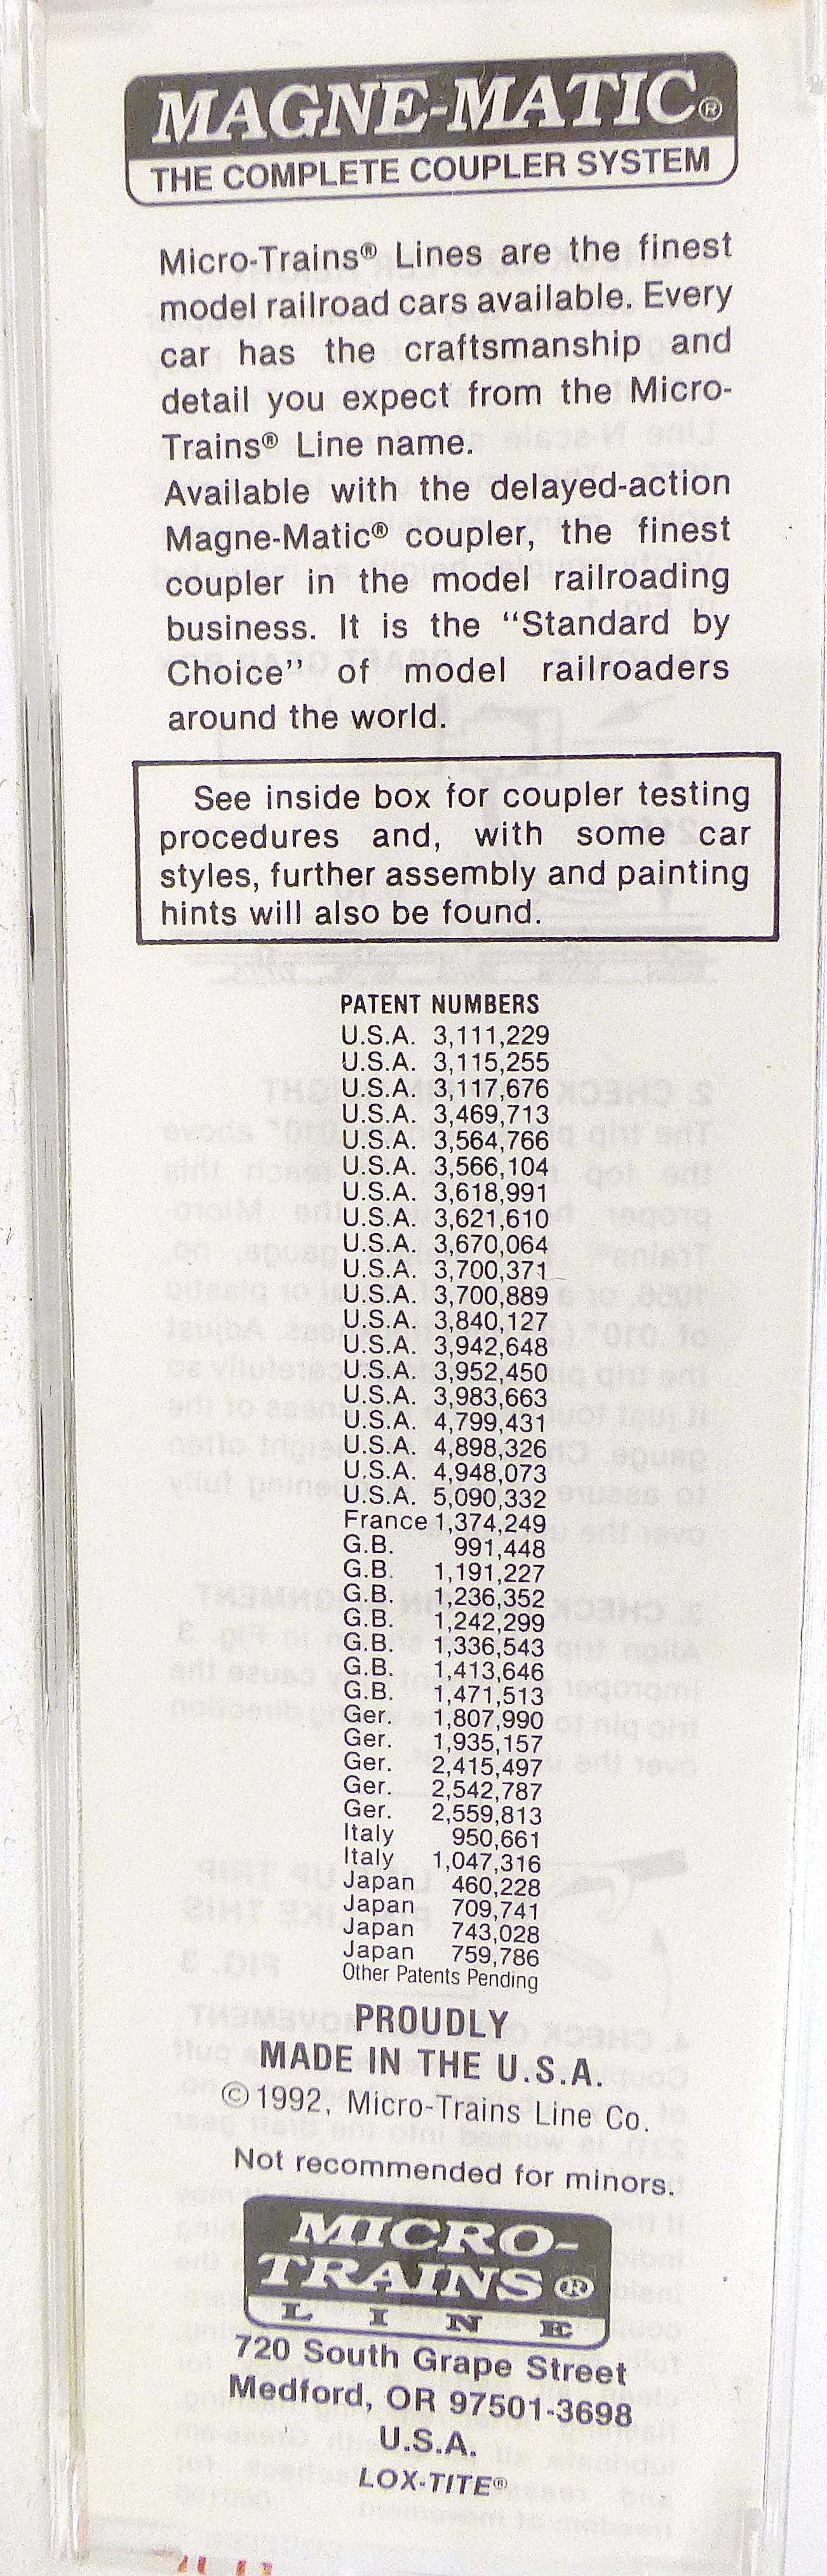 MAGNE-MATIC®
THE COMPLETE COUPLER SYSTEM
Micro-Trains® Lines are the finest
model railroad cars available. Every
car has the craftsmanship and
detail you expect from the Micro-
Trains® Line name.
Available with the delayed-action
Magne-Matic® coupler, the finest
coupler in the model railroading
business. It is the “Standard by
Choice” of model railroaders
around the world.
See inside box for coupler testing
procedures and, with some car
styles, further assembly and painting
hints will also be found.
PATENT NUMBERS
U.S.A. 3,111,229
U.S.A. 3,115,255
U.S.A. 3,117,676
U.S.A. 3,469,713
U.S.A. 3,564,766
U.S.A. 3,566,104
U.S.A. 3,618,991
U.S.A. 3,621,610
U.S.A. 3,670,064
U.S.A. 3,700,371
U.S.A. 3,700,889
U.S.A. 3,840,127
U.S.A. 3,942,648
U.S.A. 3,952,450
U.S.A. 3,983,663
U.S.A. 4,799,431
U.S.A. 4,898,326
U.S.A. 4,948,073
U.S.A. 5,090,332
France 1,374,249
G.B. 991,448
G.B. 1,191,227
G.B. 1,236,352
G.B. 1,242,299
G.B. 1,336,543
G.B. 1,413,646
G.B. 1,471,513
Ger. 1,807,990
Ger. 1,935,157
Ger. 2,415,497
Ger. 2,542,787
Ger. 2,559,813
Italy 950,661
Italy 1,047,316
Japan 460,228
Japan 709,741
Japan 743,028
Japan 759,786
Other Patents Pending
PROUDLY
MADE IN THE U.S.A.
©1992, Micro-Trains Line Co.
Not recommended for minors.
MICRO-
TRAINS®
LINE
720 South Grape Street
Medford, OR 97501-3698
U.S.A.
LOX-TITE®